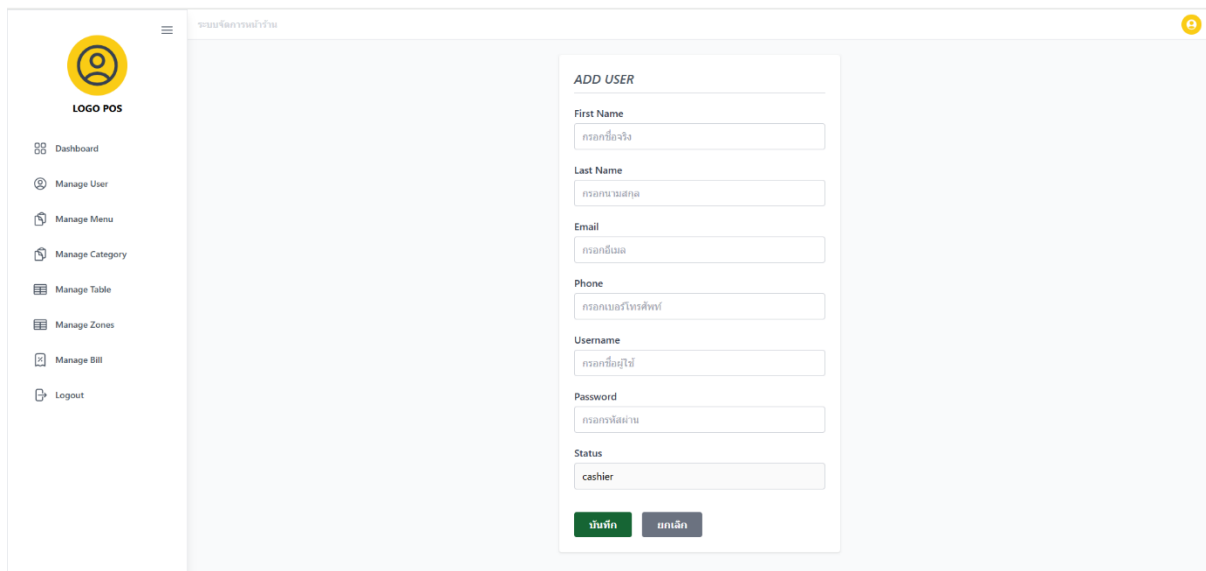 ระบบจัดการหน้าร้าน
LOGO POS
Dashboard
Manage User
Manage Menu
Manage Category
Manage Table
Manage Zones
Manage Bill
Logout
ADD USER
First Name
กรอกชื่อจริง
Last Name
กรอกนามสกุล
Email
กรอกอีเมล
Phone
กรอกเบอร์โทรศัพท์
Username
กรอกชื่อผู้ใช้
Password
กรอกรหัสผ่าน
Status
cashier
บันทึก ยกเลิก